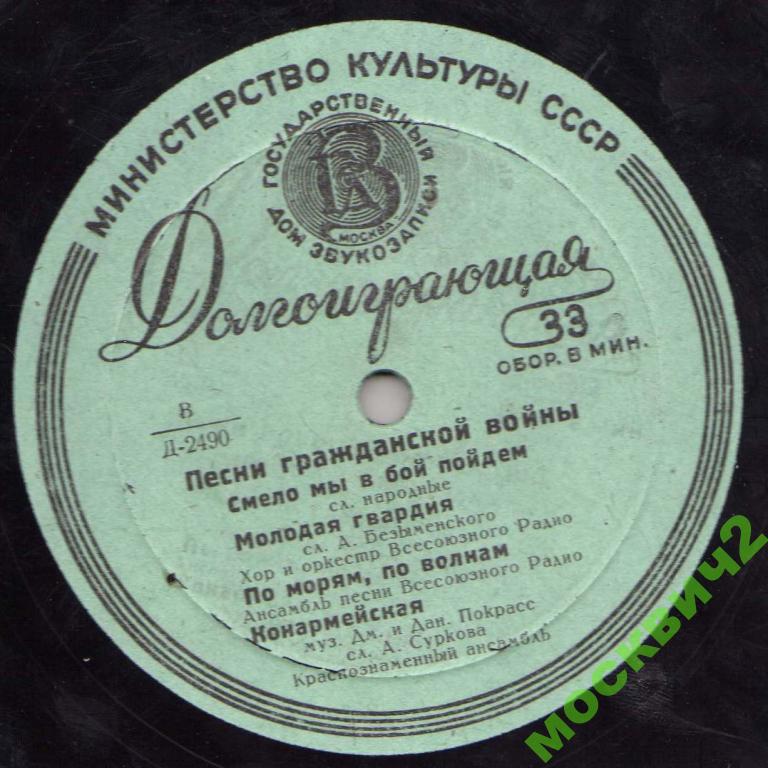 МИНИСТЕРСТВО КУЛЬТУРЫ СССР
ГОСУДАРСТВЕННЫЙ
ДОМ ЗВУКОЗАПИСИ
МОСКВА
Долгоиграющая
33
ОБОР. В МИН.
В
Д-2490
Песни гражданской войны
Смело мы в бой пойдем
сл. народные
Молодая гвардия
сл. А. Безыменского
Хор и оркестр Всесоюзного Радио
По морям, по волнам
Ансамбль песни Всесоюзного Радио
Конармейская
муз. Дм. и Дан. Покрасс
сл. А. Суркова
Краснознаменный ансамбль
москвич2